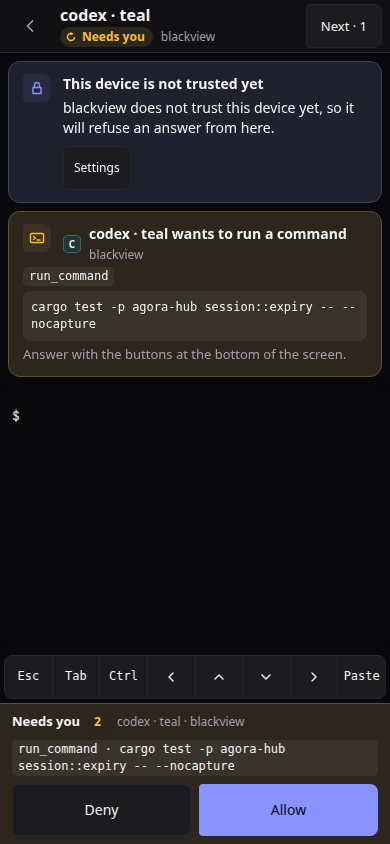 codex · teal
Needs you blackview
Next · 1
This device is not trusted yet
blackview does not trust this device yet, so it
will refuse an answer from here.
Settings
C codex · teal wants to run a command
blackview
run_command
cargo test -p agora-hub session::expiry -- --
nocapture
Answer with the buttons at the bottom of the screen.
$
Esc Tab Ctrl Paste
Needs you 2 codex · teal · blackview
run_command · cargo test -p agora-hub
session::expiry -- --nocapture
Deny Allow